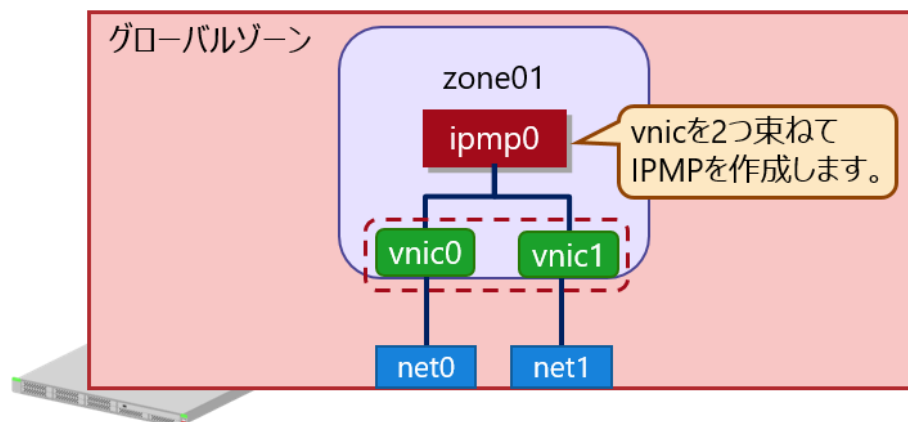 グローバルゾーン
zone01
ipmp0
vnicを2つ束ねて
IPMPを作成します。
vnic0
vnic1
net0
net1